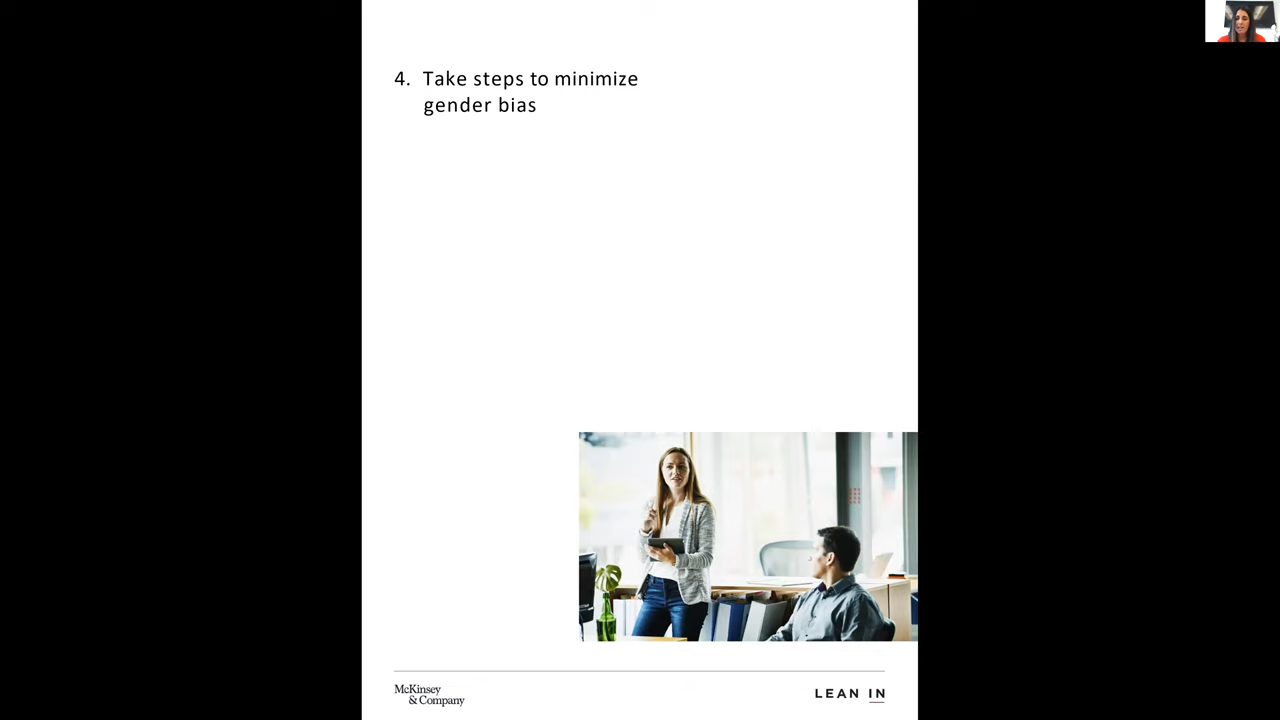 4. Take steps to minimize
gender bias
McKinsey
& Company
LEAN IN